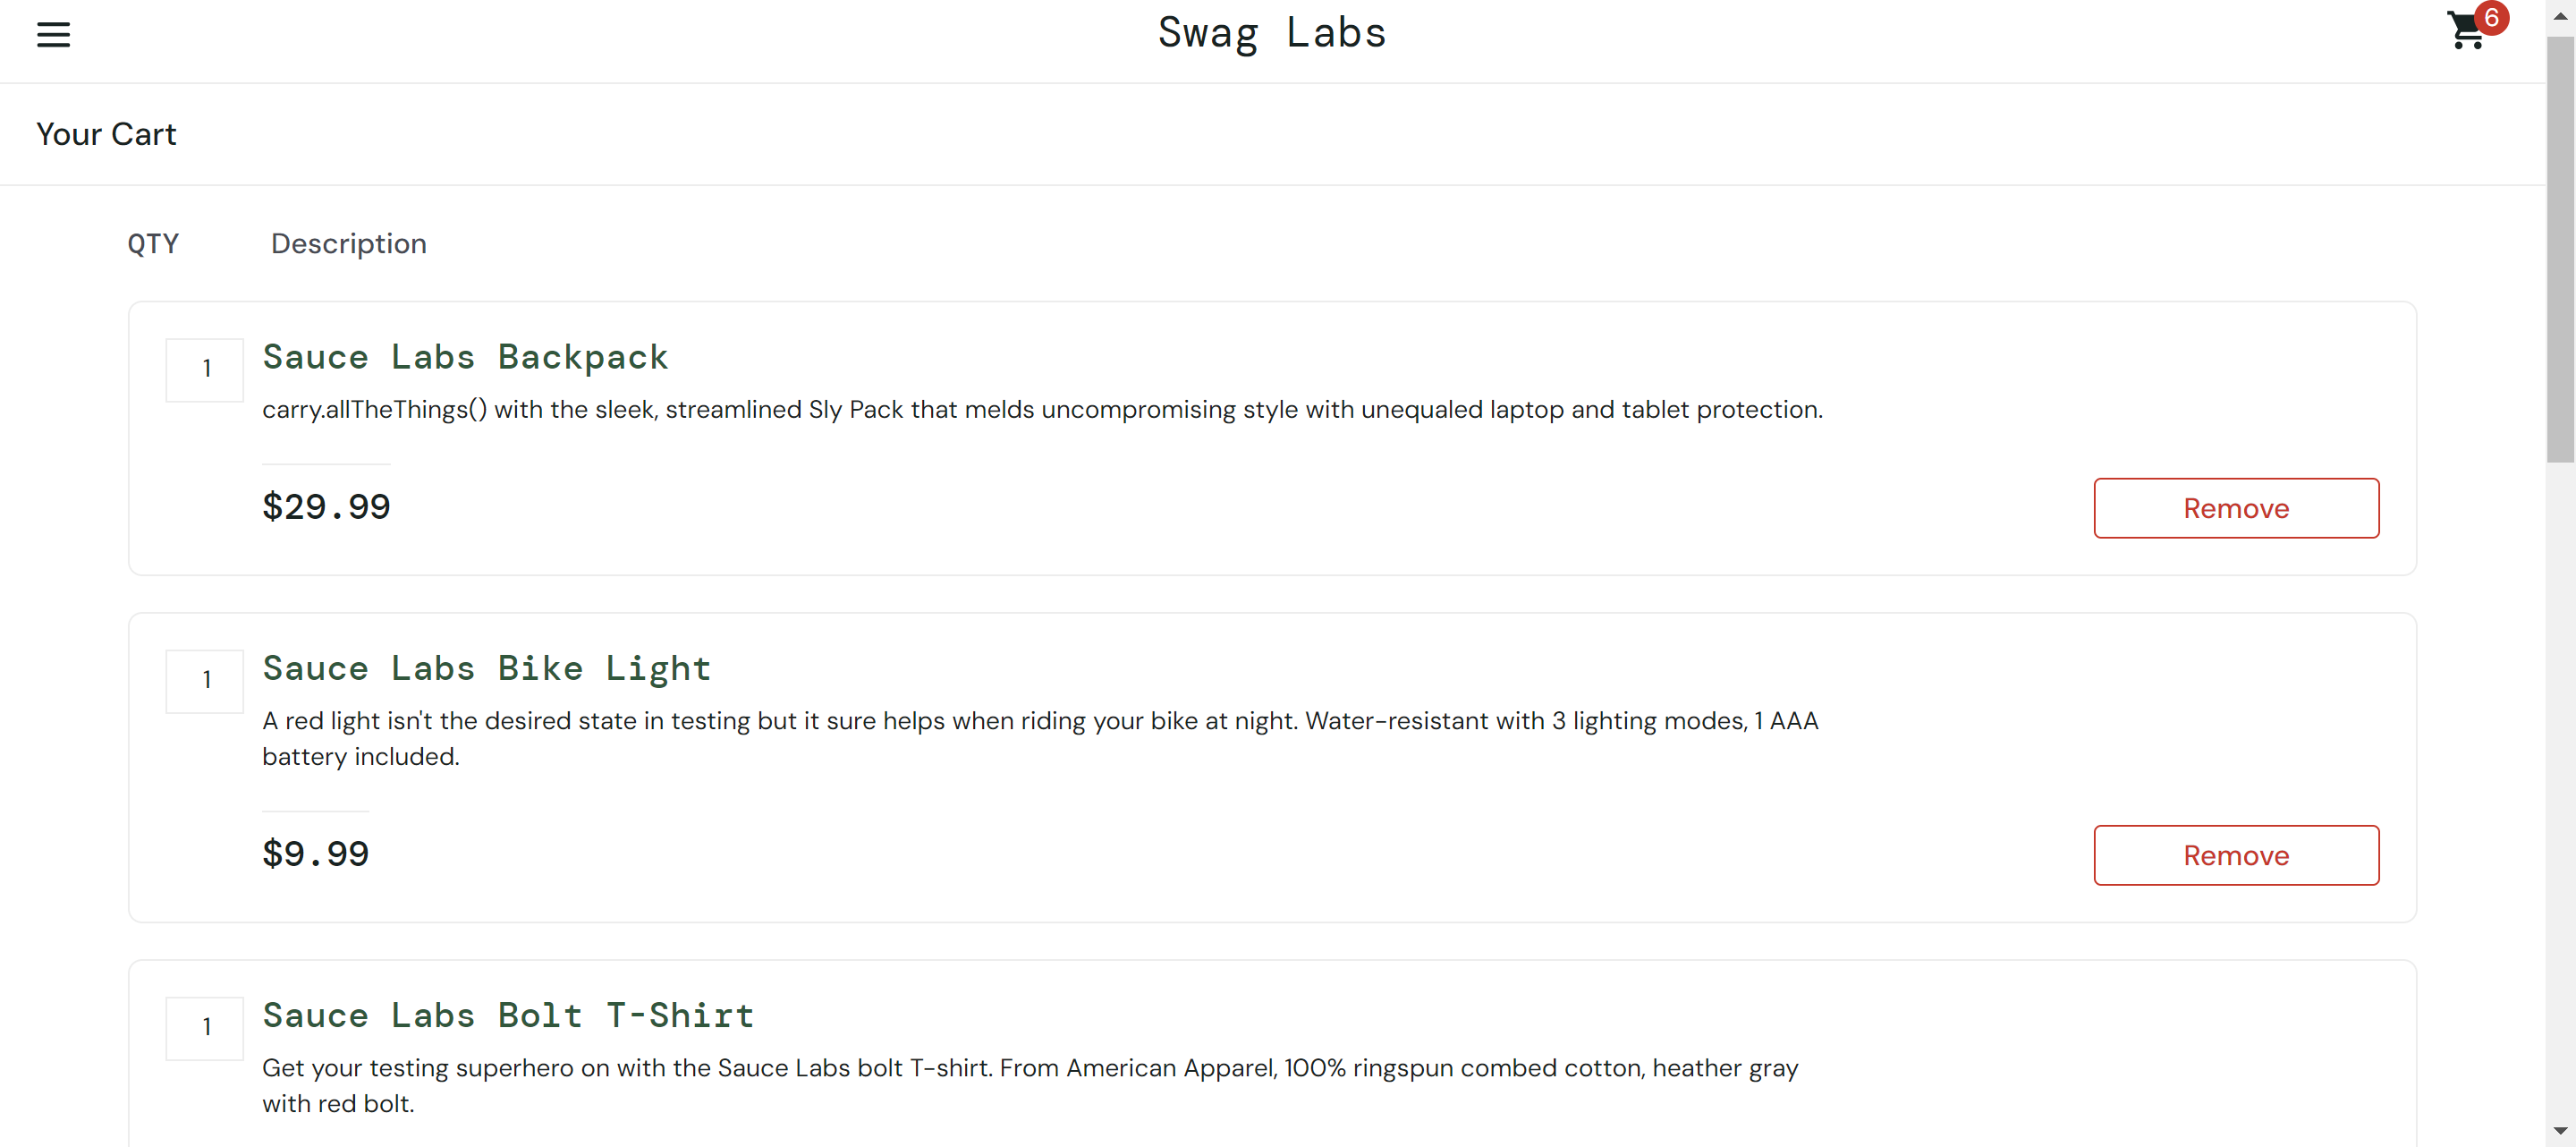 Swag Labs
6
Your Cart
QTY Description
1
Sauce Labs Backpack
carry.allTheThings() with the sleek, streamlined Sly Pack that melds uncompromising style with unequaled laptop and tablet protection.
$29.99
Remove
1
Sauce Labs Bike Light
A red light isn't the desired state in testing but it sure helps when riding your bike at night. Water-resistant with 3 lighting modes, 1 AAA
battery included.
$9.99
Remove
1
Sauce Labs Bolt T-Shirt
Get your testing superhero on with the Sauce Labs bolt T-shirt. From American Apparel, 100% ringspun combed cotton, heather gray
with red bolt.